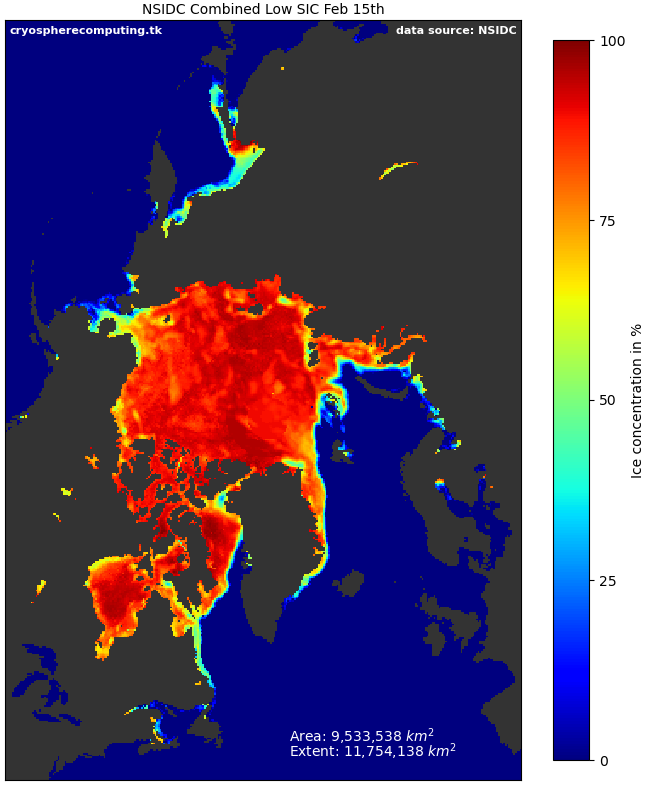 NSIDC Combined Low SIC Feb 15th
cryospherecomputing.tk
data source: NSIDC
100
75
50
25
0
Ice concentration in %
Area: 9,533,538 km²
Extent: 11,754,138 km²